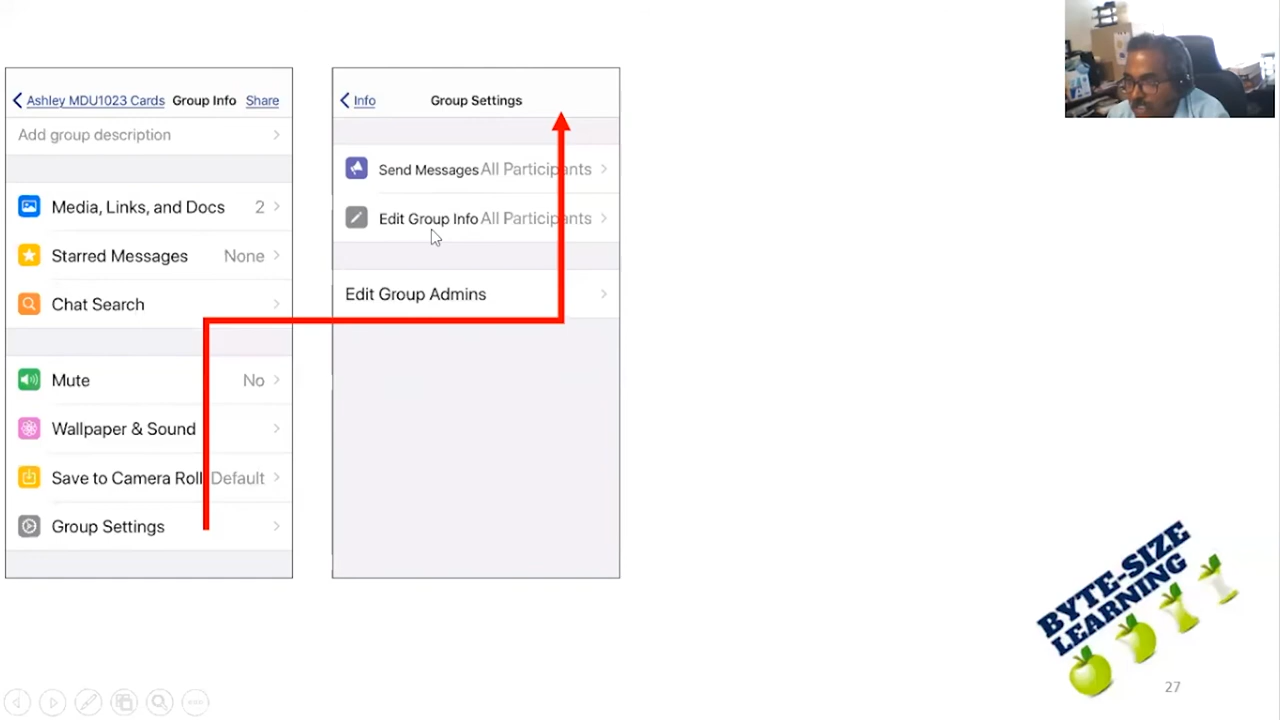 Ashley MDU1023 Cards Group Info Share
Add group description
Media, Links, and Docs 2
Starred Messages None
Chat Search
Mute No
Wallpaper & Sound
Save to Camera Roll Default
Group Settings
Info Group Settings
Send Messages All Participants
Edit Group Info All Participants
Edit Group Admins
BYTE-SIZE
LEARNING
27